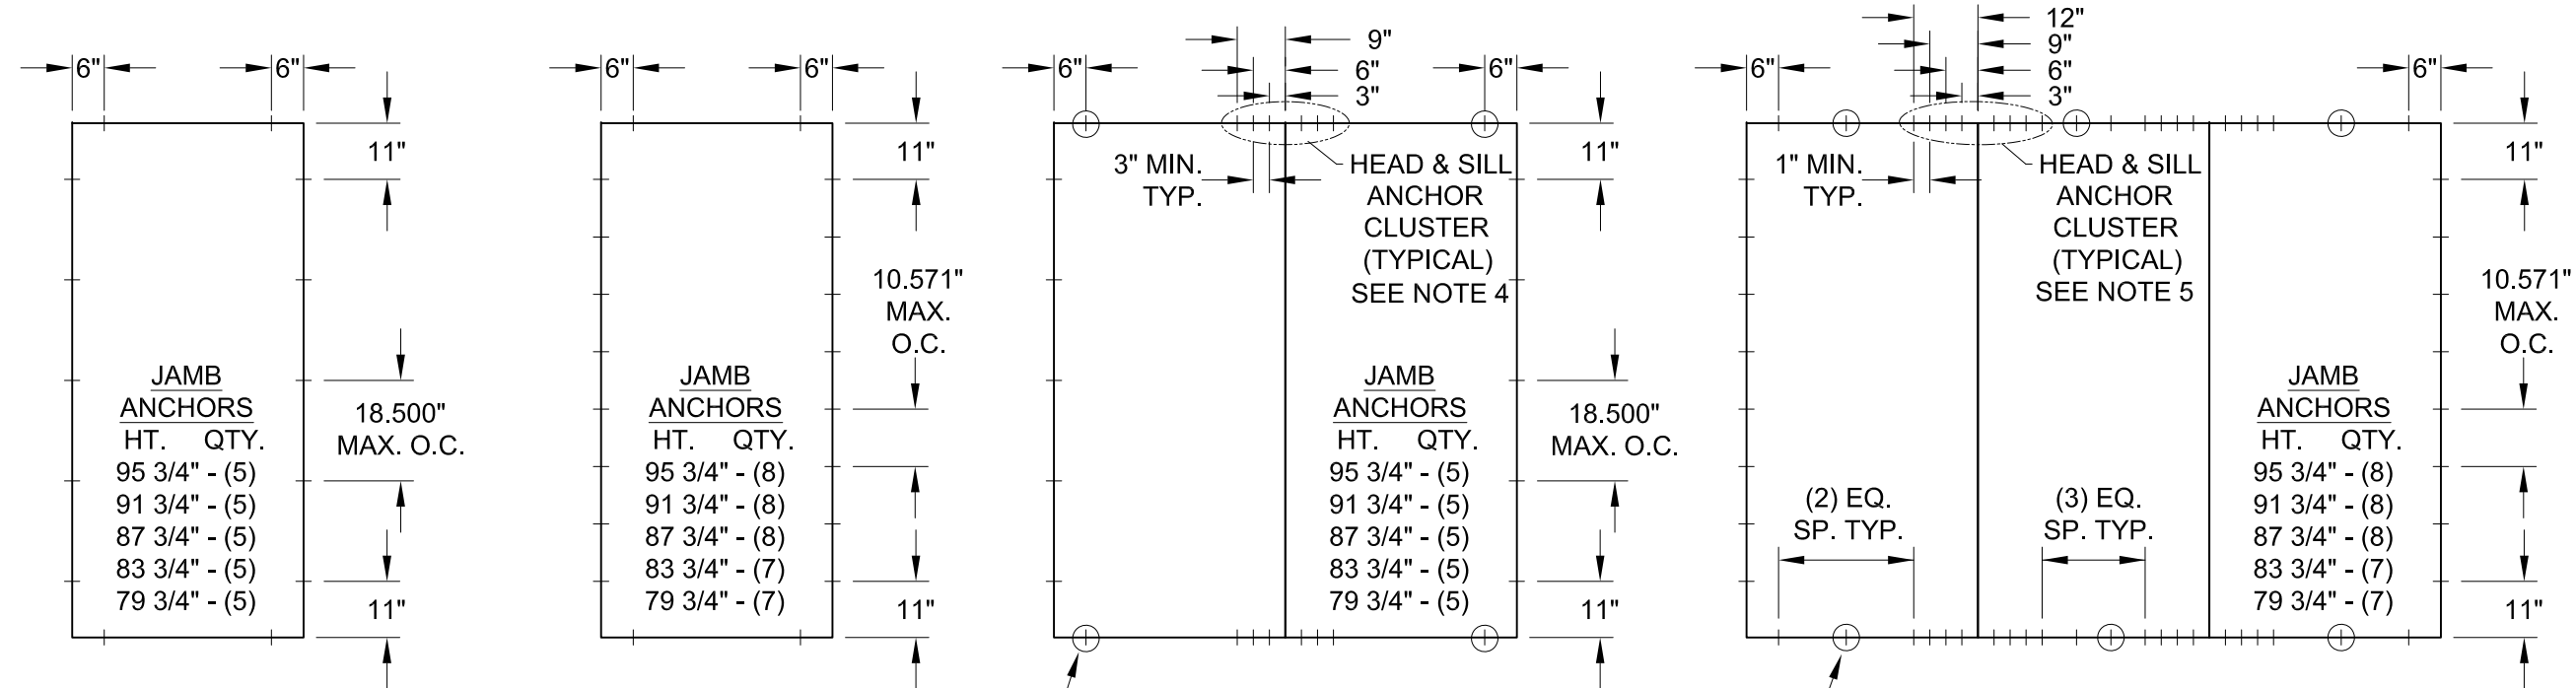 6"
6"
11"
18.500"
MAX. O.C.
11"
JAMB
ANCHORS
HT. QTY.
95 3/4" - (5)
91 3/4" - (5)
87 3/4" - (5)
83 3/4" - (5)
79 3/4" - (5)
6"
6"
11"
10.571"
MAX.
O.C.
11"
JAMB
ANCHORS
HT. QTY.
95 3/4" - (8)
91 3/4" - (8)
87 3/4" - (8)
83 3/4" - (7)
79 3/4" - (7)
6"
9"
6"
3"
6"
3" MIN.
TYP.
HEAD & SILL
ANCHOR
CLUSTER
(TYPICAL)
SEE NOTE 4
11"
18.500"
MAX. O.C.
11"
JAMB
ANCHORS
HT. QTY.
95 3/4" - (5)
91 3/4" - (5)
87 3/4" - (5)
83 3/4" - (5)
79 3/4" - (5)
6"
12"
9"
6"
3"
6"
1" MIN.
TYP.
HEAD & SILL
ANCHOR
CLUSTER
(TYPICAL)
SEE NOTE 5
(2) EQ.
SP. TYP.
(3) EQ.
SP. TYP.
11"
10.571"
MAX.
O.C.
11"
JAMB
ANCHORS
HT. QTY.
95 3/4" - (8)
91 3/4" - (8)
87 3/4" - (8)
83 3/4" - (7)
79 3/4" - (7)